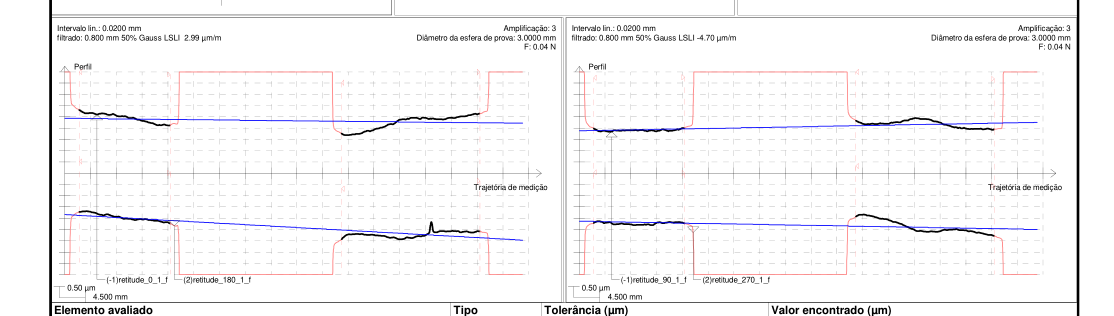 Intervalo lin.: 0.0200 mm
Amplificação: 3
filtrado: 0.800 mm 50% Gauss LSLI  2.99 µm/m
Diâmetro da esfera de prova: 3.0000 mm
F: 0.04 N
Perfil
Trajetória de medição
(-1)retitude_0_1_f
(2)retitude_180_1_f
0.50 µm
4.500 mm
Intervalo lin.: 0.0200 mm
Amplificação: 3
filtrado: 0.800 mm 50% Gauss LSLI -4.70 µm/m
Diâmetro da esfera de prova: 3.0000 mm
F: 0.04 N
Perfil
Trajetória de medição
(-1)retitude_90_1_f
(2)retitude_270_1_f
0.50 µm
4.500 mm
Elemento avaliado
Tipo
Tolerância (µm)
Valor encontrado (µm)